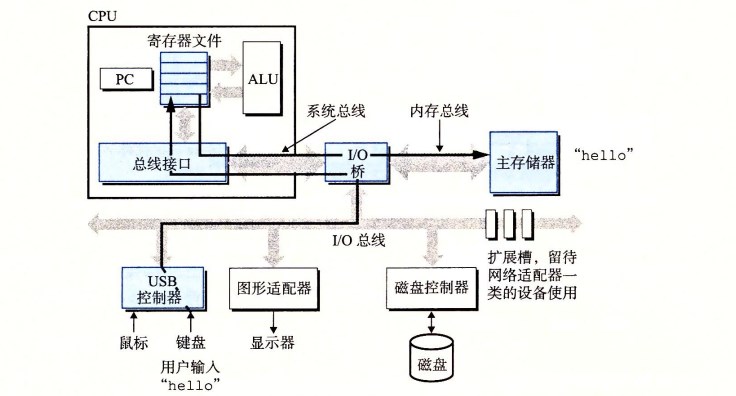 CPU
寄存器文件
PC
ALU
系统总线
内存总线
总线接口
I/O
桥
主存储器
“hello”
I/O 总线
扩展槽，留待
网络适配器一
类的设备使用
USB
控制器
图形适配器
磁盘控制器
鼠标
键盘
显示器
用户输入
“hello”
磁盘